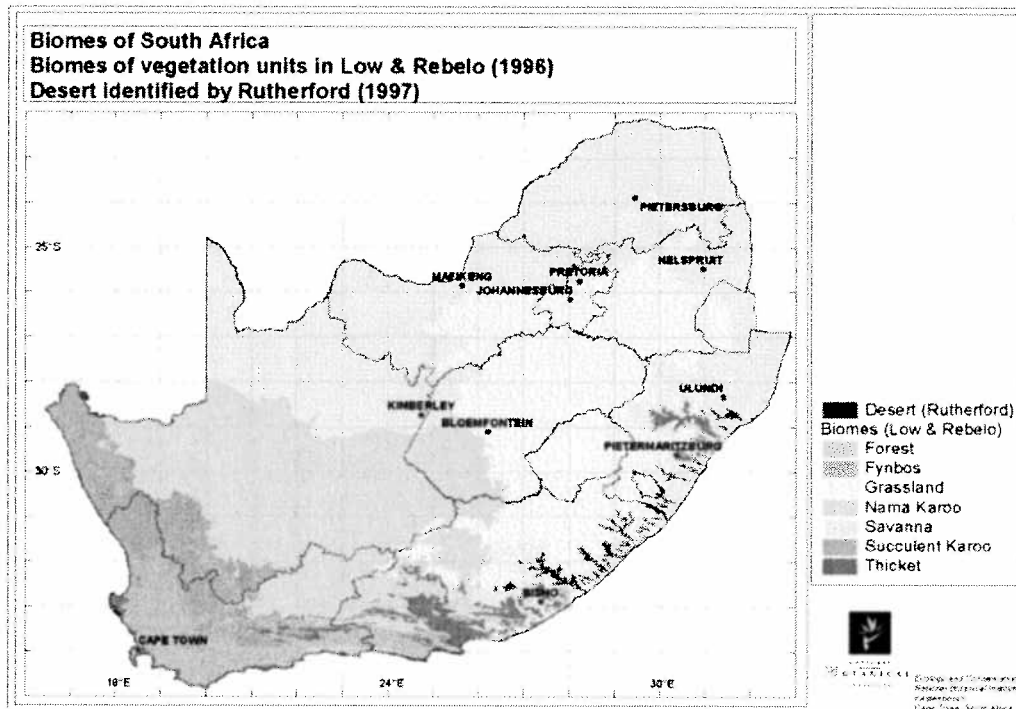 Biomes of South Africa
Biomes of vegetation units in Low & Rebelo (1996)
Desert identified by Rutherford (1997)
PIETERSBURG
25°S
MAFIKENG
PRETORIA
NELSPRUIT
JOHANNESBURG
ULUNDI
KIMBERLEY
BLOEMFONTEIN
PIETERMARITZBURG
30°S
BISHO
CAPE TOWN
18°E
24°E
30°E
Desert (Rutherford)
Biomes (Low & Rebelo)
Forest
Fynbos
Grassland
Nama Karoo
Savanna
Succulent Karoo
Thicket